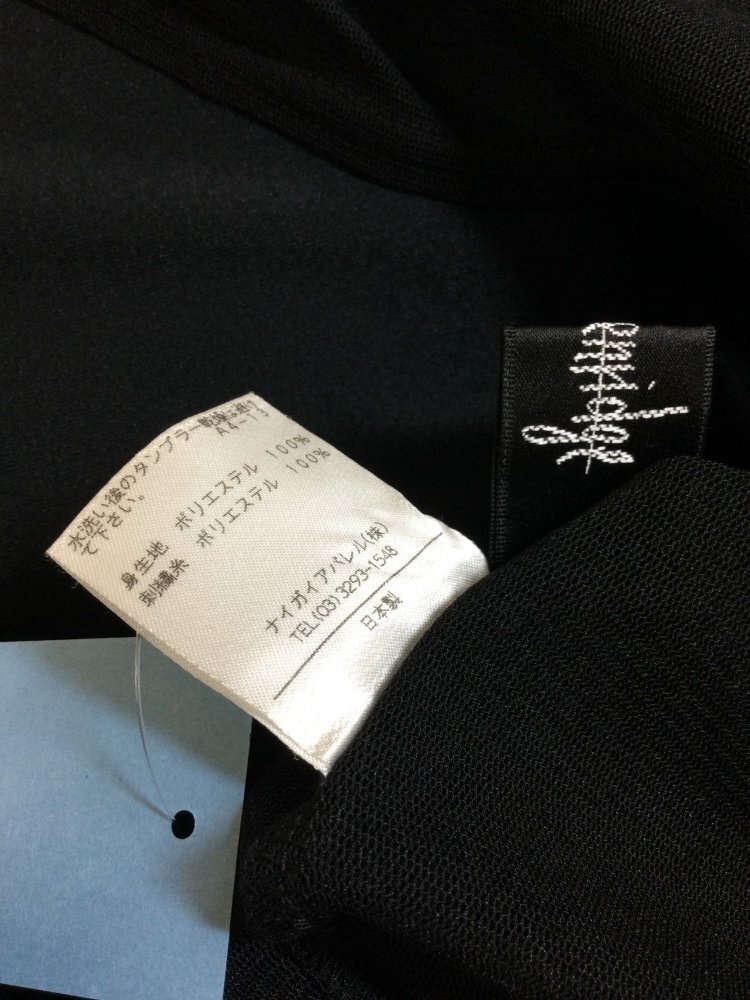 水洗い後のタンブラー乾燥は避け
て下さい。
A4-13
身生地 ポリエステル 100%
刺繍糸 ポリエステル 100%
ナイガイアパレル(株)
TEL(03)3293-1548
日本製